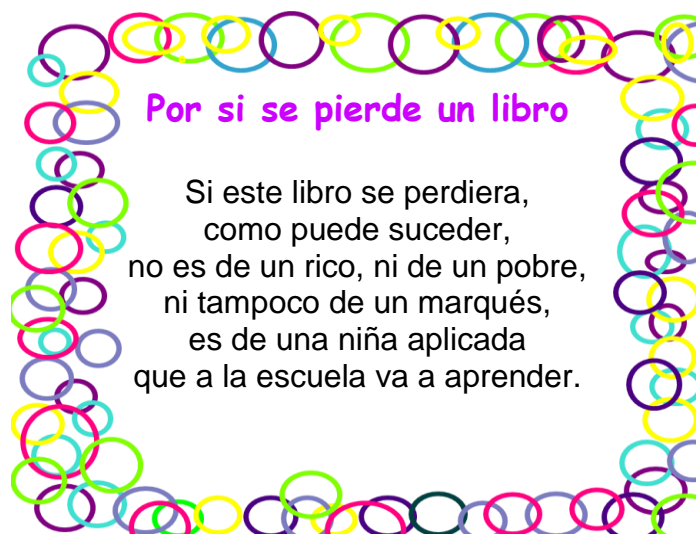 Por si se pierde un libro
Si este libro se perdiera,
como puede suceder,
no es de un rico, ni de un pobre,
ni tampoco de un marqués,
es de una niña aplicada
que a la escuela va a aprender.